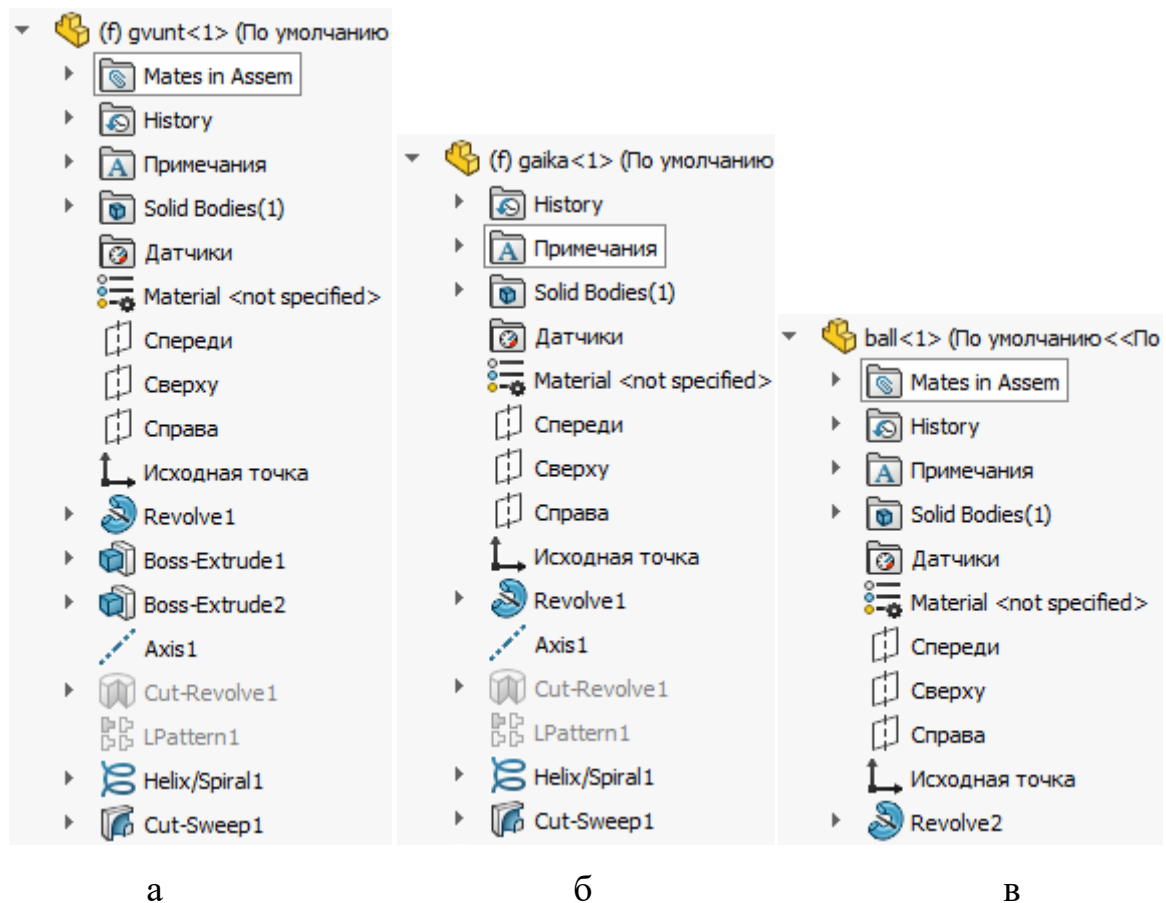 (f) gvunt<1> (По умолчанию
Mates in Assem
History
Примечания
Solid Bodies(1)
Датчики
Material <not specified>
Спереди
Сверху
Справа
Исходная точка
Revolve1
Boss-Extrude1
Boss-Extrude2
Axis1
Cut-Revolve1
LPattern1
Helix/Spiral1
Cut-Sweep1
а
(f) gaika<1> (По умолчанию
History
Примечания
Solid Bodies(1)
Датчики
Material <not specified>
Спереди
Сверху
Справа
Исходная точка
Revolve1
Axis1
Cut-Revolve1
LPattern1
Helix/Spiral1
Cut-Sweep1
б
ball<1> (По умолчанию<<По
Mates in Assem
History
Примечания
Solid Bodies(1)
Датчики
Material <not specified>
Спереди
Сверху
Справа
Исходная точка
Revolve2
в